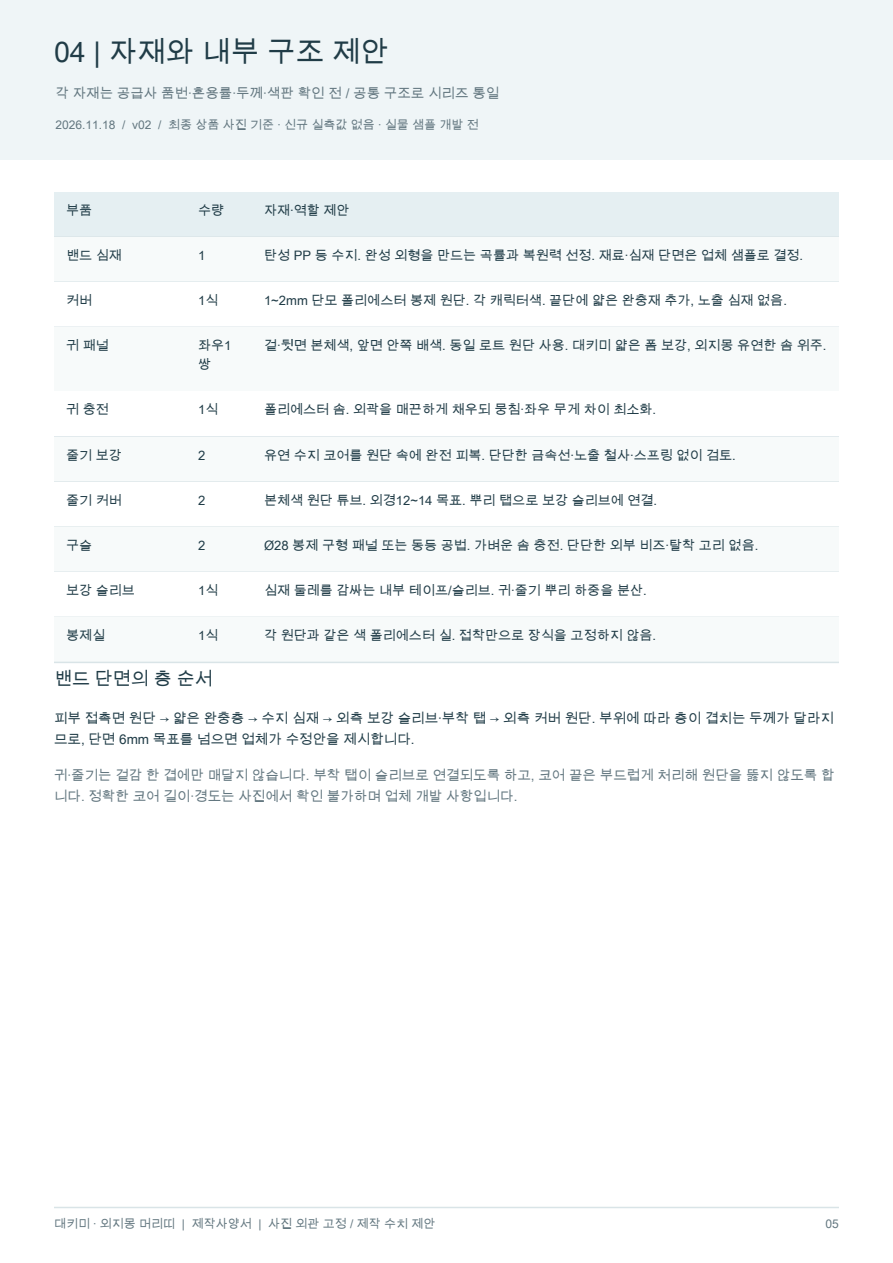 04 | 자재와 내부 구조 제안
각 자재는 공급사 품번·혼용률·두께·색판 확인 전 / 공통 구조로 시리즈 통일
2026.11.18 / v02 / 최종 상품 사진 기준 · 신규 실측값 없음 · 실물 샘플 개발 전
부품 수량 자재·역할 제안
밴드 심재 1 탄성 PP 등 수지. 완성 외형을 만드는 곡률과 복원력 선정. 재료·심재 단면은 업체 샘플로 결정.
커버 1식 1~2mm 단모 폴리에스터 봉제 원단. 각 캐릭터색. 끝단에 얇은 완충재 추가, 노출 심재 없음.
귀 패널 좌우1 겉·뒷면 본체색, 앞면 안쪽 배색. 동일 로트 원단 사용. 대키미 얇은 폼 보강, 외지몽 유연한 솜 위주.
쌍
귀 충전 1식 폴리에스터 솜. 외곽을 매끈하게 채우되 뭉침·좌우 무게 차이 최소화.
줄기 보강 2 유연 수지 코어를 원단 속에 완전 피복. 단단한 금속선·노출 철사·스프링 없이 검토.
줄기 커버 2 본체색 원단 튜브. 외경12~14 목표. 뿌리 탭으로 보강 슬리브에 연결.
구슬 2 Ø28 봉제 구형 패널 또는 동등 공법. 가벼운 솜 충전. 단단한 외부 비즈·탈착 고리 없음.
보강 슬리브 1식 심재 둘레를 감싸는 내부 테이프/슬리브. 귀·줄기 뿌리 하중을 분산.
봉제실 1식 각 원단과 같은 색 폴리에스터 실. 접착만으로 장식을 고정하지 않음.
밴드 단면의 층 순서
피부 접촉면 원단 → 얇은 완충층 → 수지 심재 → 외측 보강 슬리브·부착 탭 → 외측 커버 원단. 부위에 따라 층이 겹치는 두께가 달라지
므로, 단면 6mm 목표를 넘으면 업체가 수정안을 제시합니다.
귀·줄기는 겉감 한 겹에만 매달지 않습니다. 부착 탭이 슬리브로 연결되도록 하고, 코어 끝은 부드럽게 처리해 원단을 뚫지 않도록 합
니다. 정확한 코어 길이·경도는 사진에서 확인 불가하며 업체 개발 사항입니다.
대키미 · 외지몽 머리띠 | 제작사양서 | 사진 외관 고정 / 제작 수치 제안 05